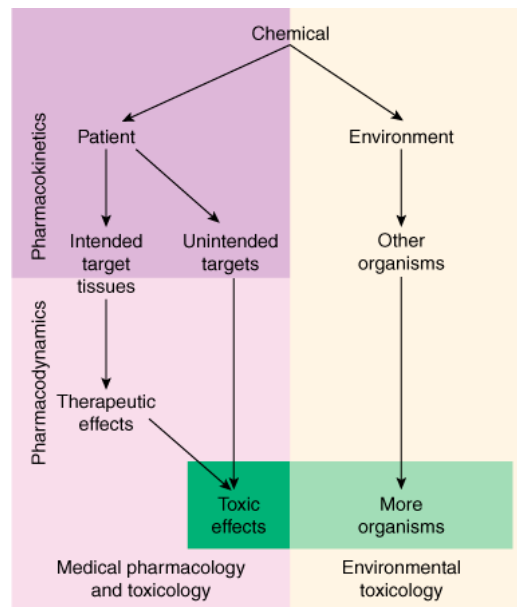 Chemical
Pharmacokinetics
Patient
Environment
Intended
target
tissues
Unintended
targets
Other
organisms
Pharmacodynamics
Therapeutic
effects
Toxic
effects
More
organisms
Medical pharmacology
and toxicology
Environmental
toxicology